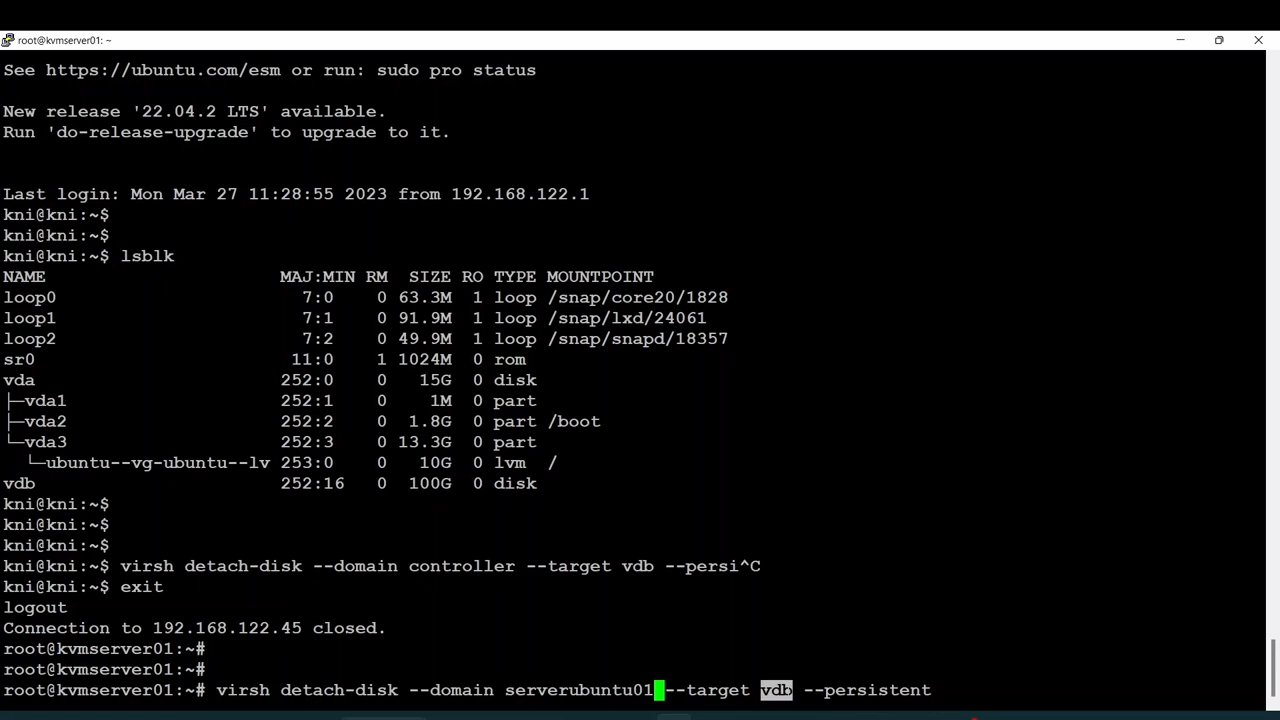 root@kvmserver01: ~
See https://ubuntu.com/esm or run: sudo pro status
New release '22.04.2 LTS' available.
Run 'do-release-upgrade' to upgrade to it.
Last login: Mon Mar 27 11:28:55 2023 from 192.168.122.1
kni@kni:~$
kni@kni:~$
kni@kni:~$ lsblk
NAME                      MAJ:MIN RM  SIZE RO TYPE MOUNTPOINT
loop0                       7:0    0 63.3M  1 loop /snap/core20/1828
loop1                       7:1    0 91.9M  1 loop /snap/lxd/24061
loop2                       7:2    0 49.9M  1 loop /snap/snapd/18357
sr0                        11:0    1 1024M  0 rom
vda                       252:0    0   15G  0 disk
├─vda1                    252:1    0    1M  0 part
├─vda2                    252:2    0  1.8G  0 part /boot
└─vda3                    252:3    0 13.3G  0 part
  └─ubuntu--vg-ubuntu--lv 253:0    0   10G  0 lvm  /
vdb                       252:16   0  100G  0 disk
kni@kni:~$
kni@kni:~$
kni@kni:~$
kni@kni:~$ virsh detach-disk --domain controller --target vdb --persi^C
kni@kni:~$ exit
logout
Connection to 192.168.122.45 closed.
root@kvmserver01:~#
root@kvmserver01:~#
root@kvmserver01:~# virsh detach-disk --domain serverubuntu01 --target vdb --persistent